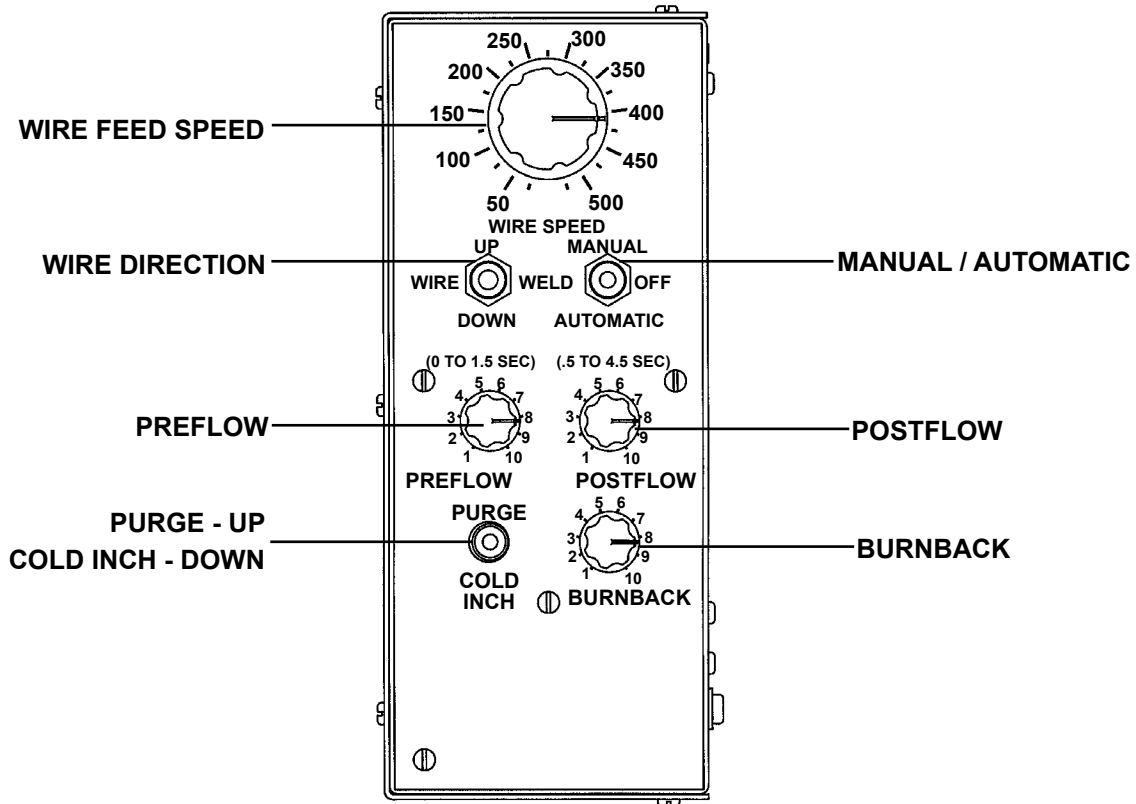 250 300
200 350
150 400
WIRE FEED SPEED
100 450
50 500
WIRE SPEED
UP MANUAL
WIRE DIRECTION
MANUAL / AUTOMATIC
WIRE WELD OFF
DOWN AUTOMATIC
(0 TO 1.5 SEC) (.5 TO 4.5 SEC)
5 6 5 6
4 7 4 7
3 8 3 8
PREFLOW
POSTFLOW
2 9 2 9
1 10 1 10
PREFLOW POSTFLOW
PURGE
5 6
4 7
PURGE - UP
COLD INCH - DOWN
3 8
BURNBACK
2 9
1 10
COLD
INCH
BURNBACK